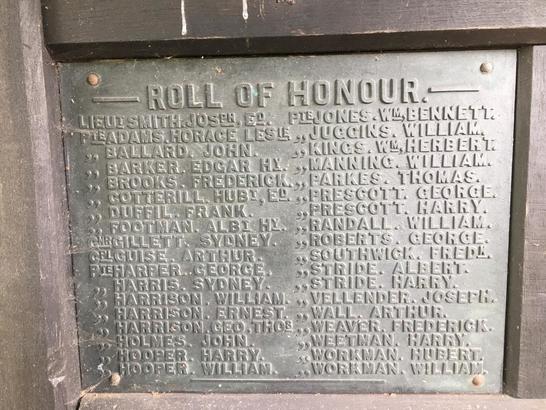 ROLL OF HONOUR.
LIEUT SMITH. JOSPH, ED.
PTE ADAMS. HORACE LESLE
,, BALLARD. JOHN.
,, BARKER. EDGAR HY.
,, BROOKS. FREDERICK.
,, COTTERILL. HUBT, ED.
,, DUFFIL. FRANK.
,, FOOTMAN. ALBT HY.
GNR GILLETT. SYDNEY.
CPL GUISE. ARTHUR.
PTE HARPER. GEORGE.
,, HARRIS. SYDNEY.
,, HARRISON. WILLIAM.
,, HARRISON. ERNEST.
,, HARRISON. GEO. THOS
,, HOLMES. JOHN.
,, HOOPER. HARRY.
,, HOOPER. WILLIAM.
PTE JONES. WM, BENNETT.
,, JUGGINS. WILLIAM.
,, KINGS. WM, HERBERT.
,, MANNING. WILLIAM.
,, PARKES. THOMAS.
,, PRESCOTT. GEORGE.
,, PRESCOTT. HARRY.
,, RANDALL. WILLIAM.
,, ROBERTS. GEORGE.
,, SOUTHWICK. FREDK.
,, STRIDE. ALBERT.
,, STRIDE. HARRY.
,, VELLENDER. JOSEPH.
,, WALL. ARTHUR.
,, WEAVER. FREDERICK.
,, WEETMAN. HARRY.
,, WORKMAN. HUBERT.
,, WORKMAN. WILLIAM.